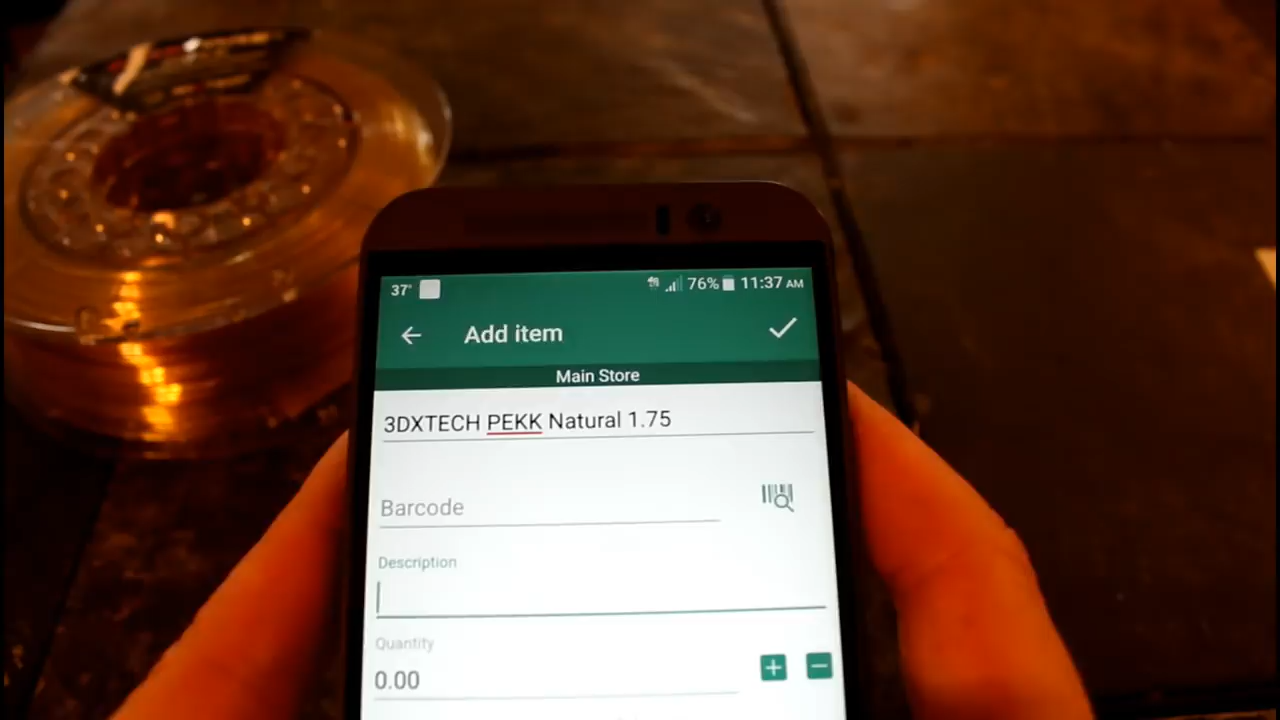 37° 76% 11:37 AM
Add item
Main Store
3DXTECH PEKK Natural 1.75
Barcode
Description
Quantity
0.00